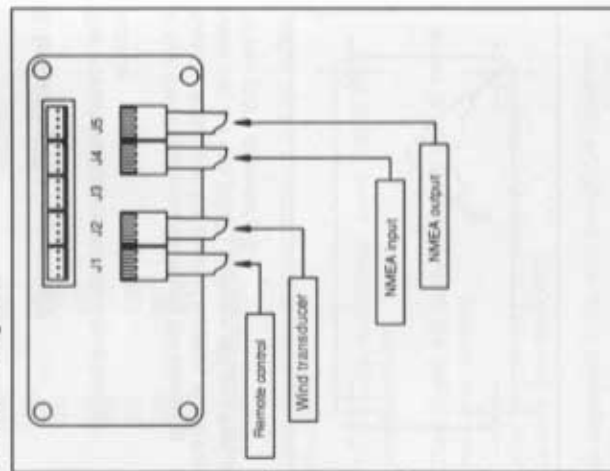 J1
J2
J3
J4
J5
Remote control
Wind transducer
NMEA input
NMEA output